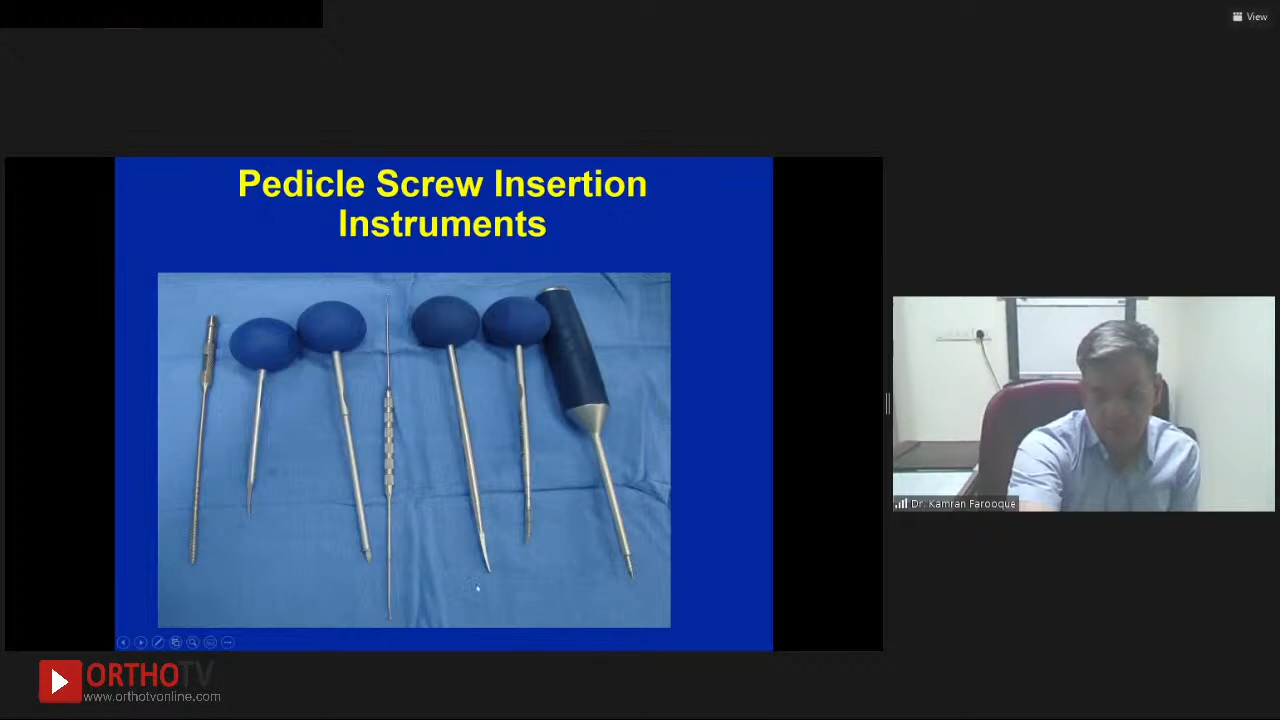 View
Pedicle Screw Insertion
Instruments
Dr. Kamran Farooque
ORTHOTV
www.orthotvonline.com